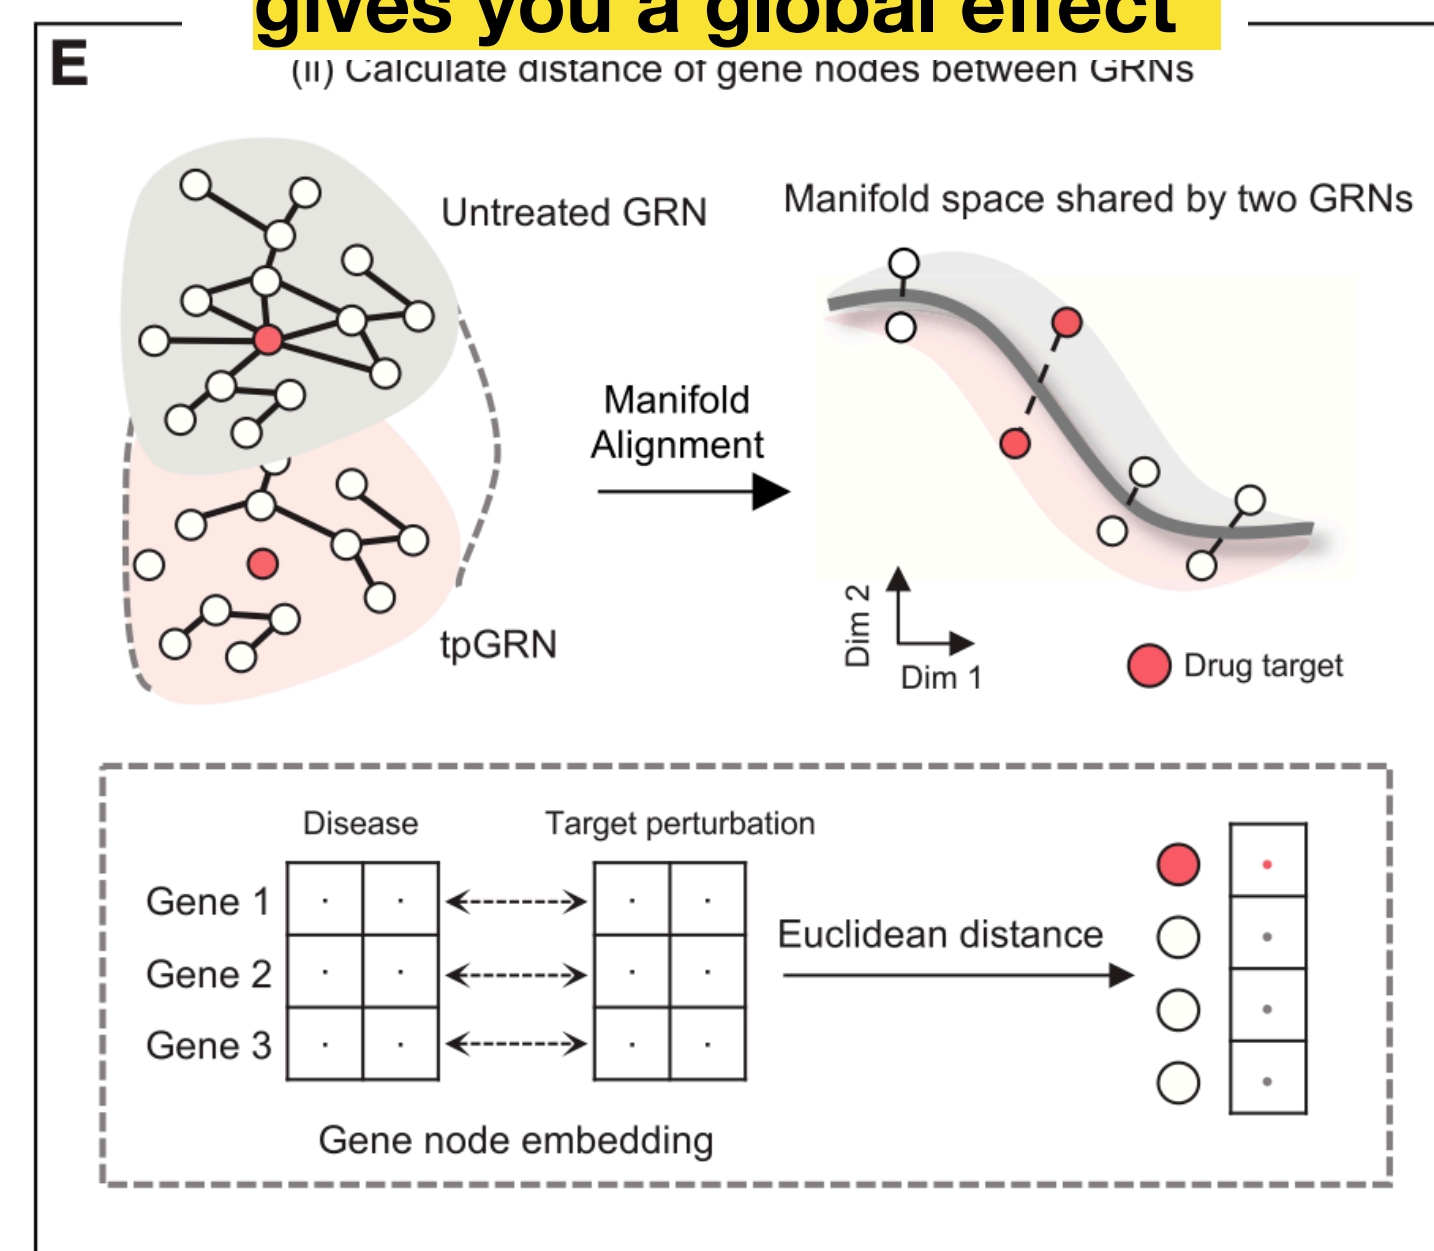 gives you a global effect
E
(ii) Calculate distance of gene nodes between GRNs
Untreated GRN
Manifold space shared by two GRNs
Manifold
Alignment
tpGRN
Dim 2
Dim 1
Drug target
Disease
Target perturbation
Gene 1
Gene 2
Gene 3
Euclidean distance
Gene node embedding